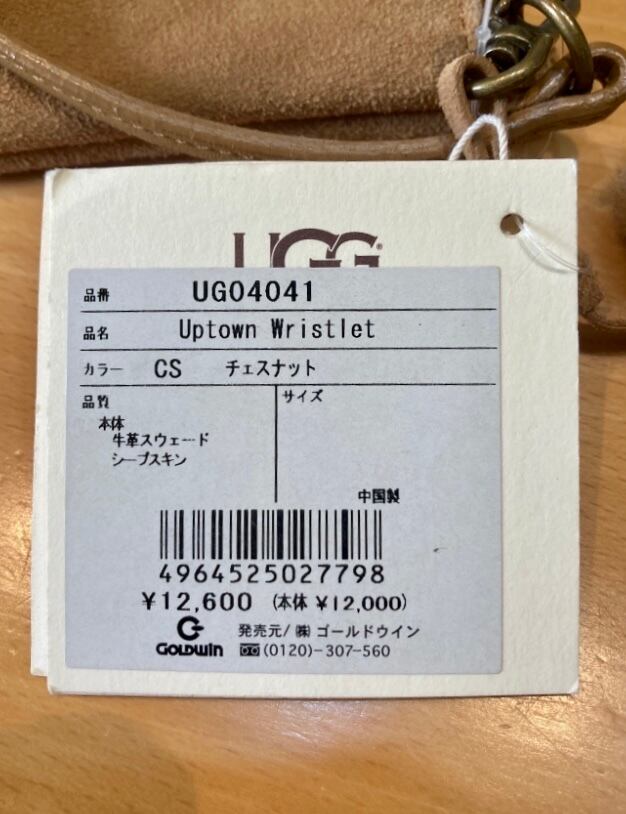 UGG®
品番 UG04041
品名 Uptown Wristlet
カラー CS チェスナット
品質 サイズ
本体
牛革スウェード
シープスキン
中国製
4964525027798
¥12,600 (本体 ¥12,000)
GOLDWIN 発売元/㈱ ゴールドウイン
(0120)-307-560